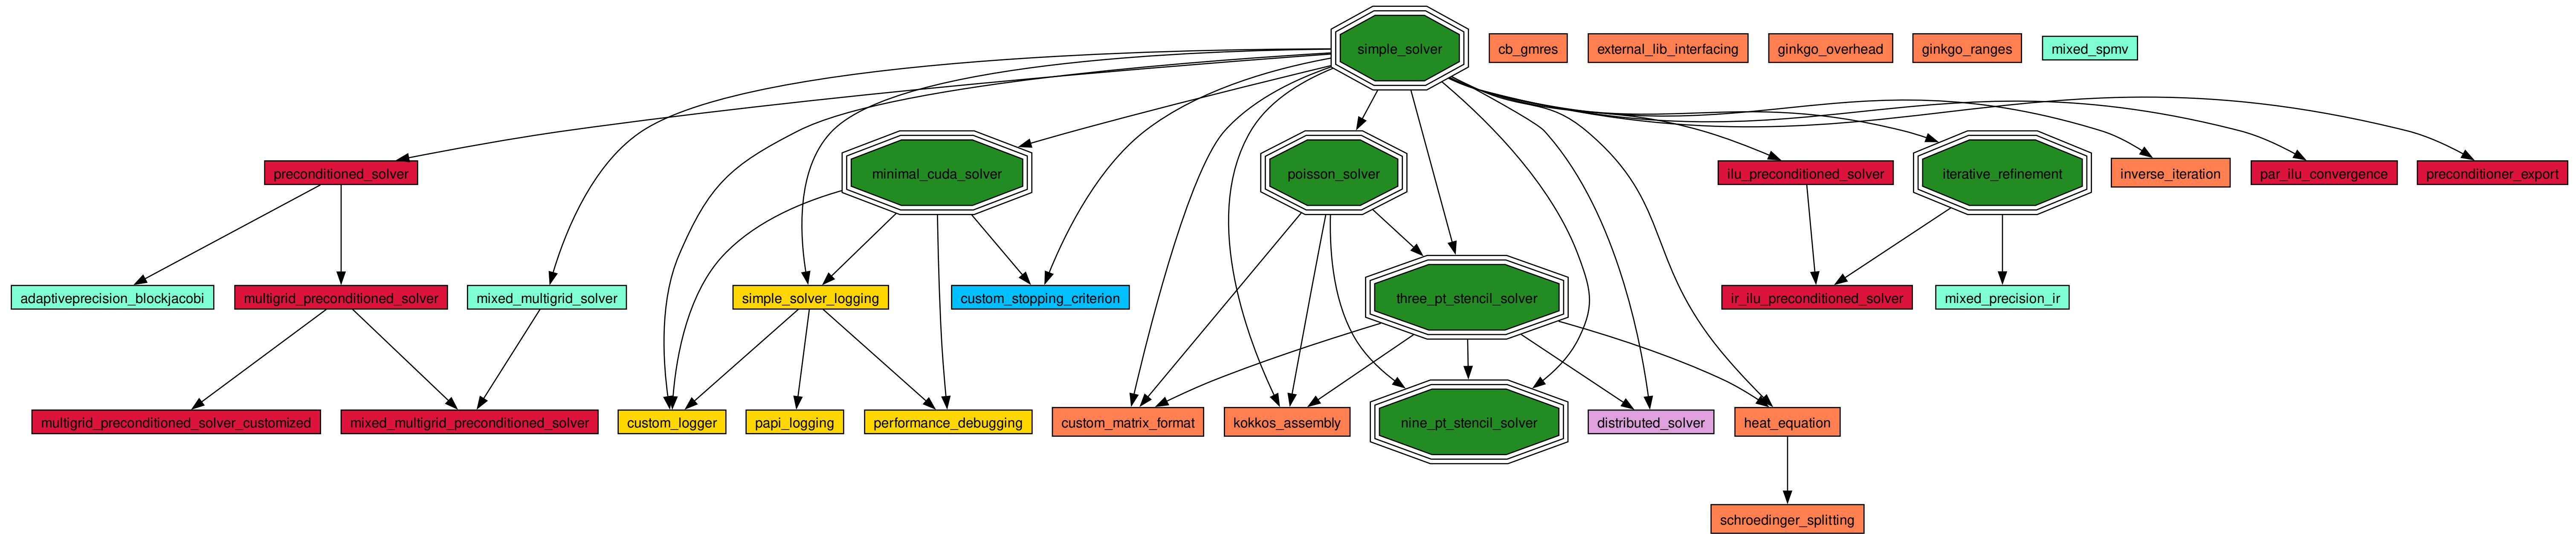 simple_solver
cb_gmres
external_lib_interfacing
ginkgo_overhead
ginkgo_ranges
mixed_spmv
preconditioned_solver
minimal_cuda_solver
poisson_solver
ilu_preconditioned_solver
iterative_refinement
inverse_iteration
par_ilu_convergence
preconditioner_export
adaptiveprecision_blockjacobi
multigrid_preconditioned_solver
mixed_multigrid_solver
simple_solver_logging
custom_stopping_criterion
three_pt_stencil_solver
ir_ilu_preconditioned_solver
mixed_precision_ir
multigrid_preconditioned_solver_customized
mixed_multigrid_preconditioned_solver
custom_logger
papi_logging
performance_debugging
custom_matrix_format
kokkos_assembly
nine_pt_stencil_solver
distributed_solver
heat_equation
schroedinger_splitting